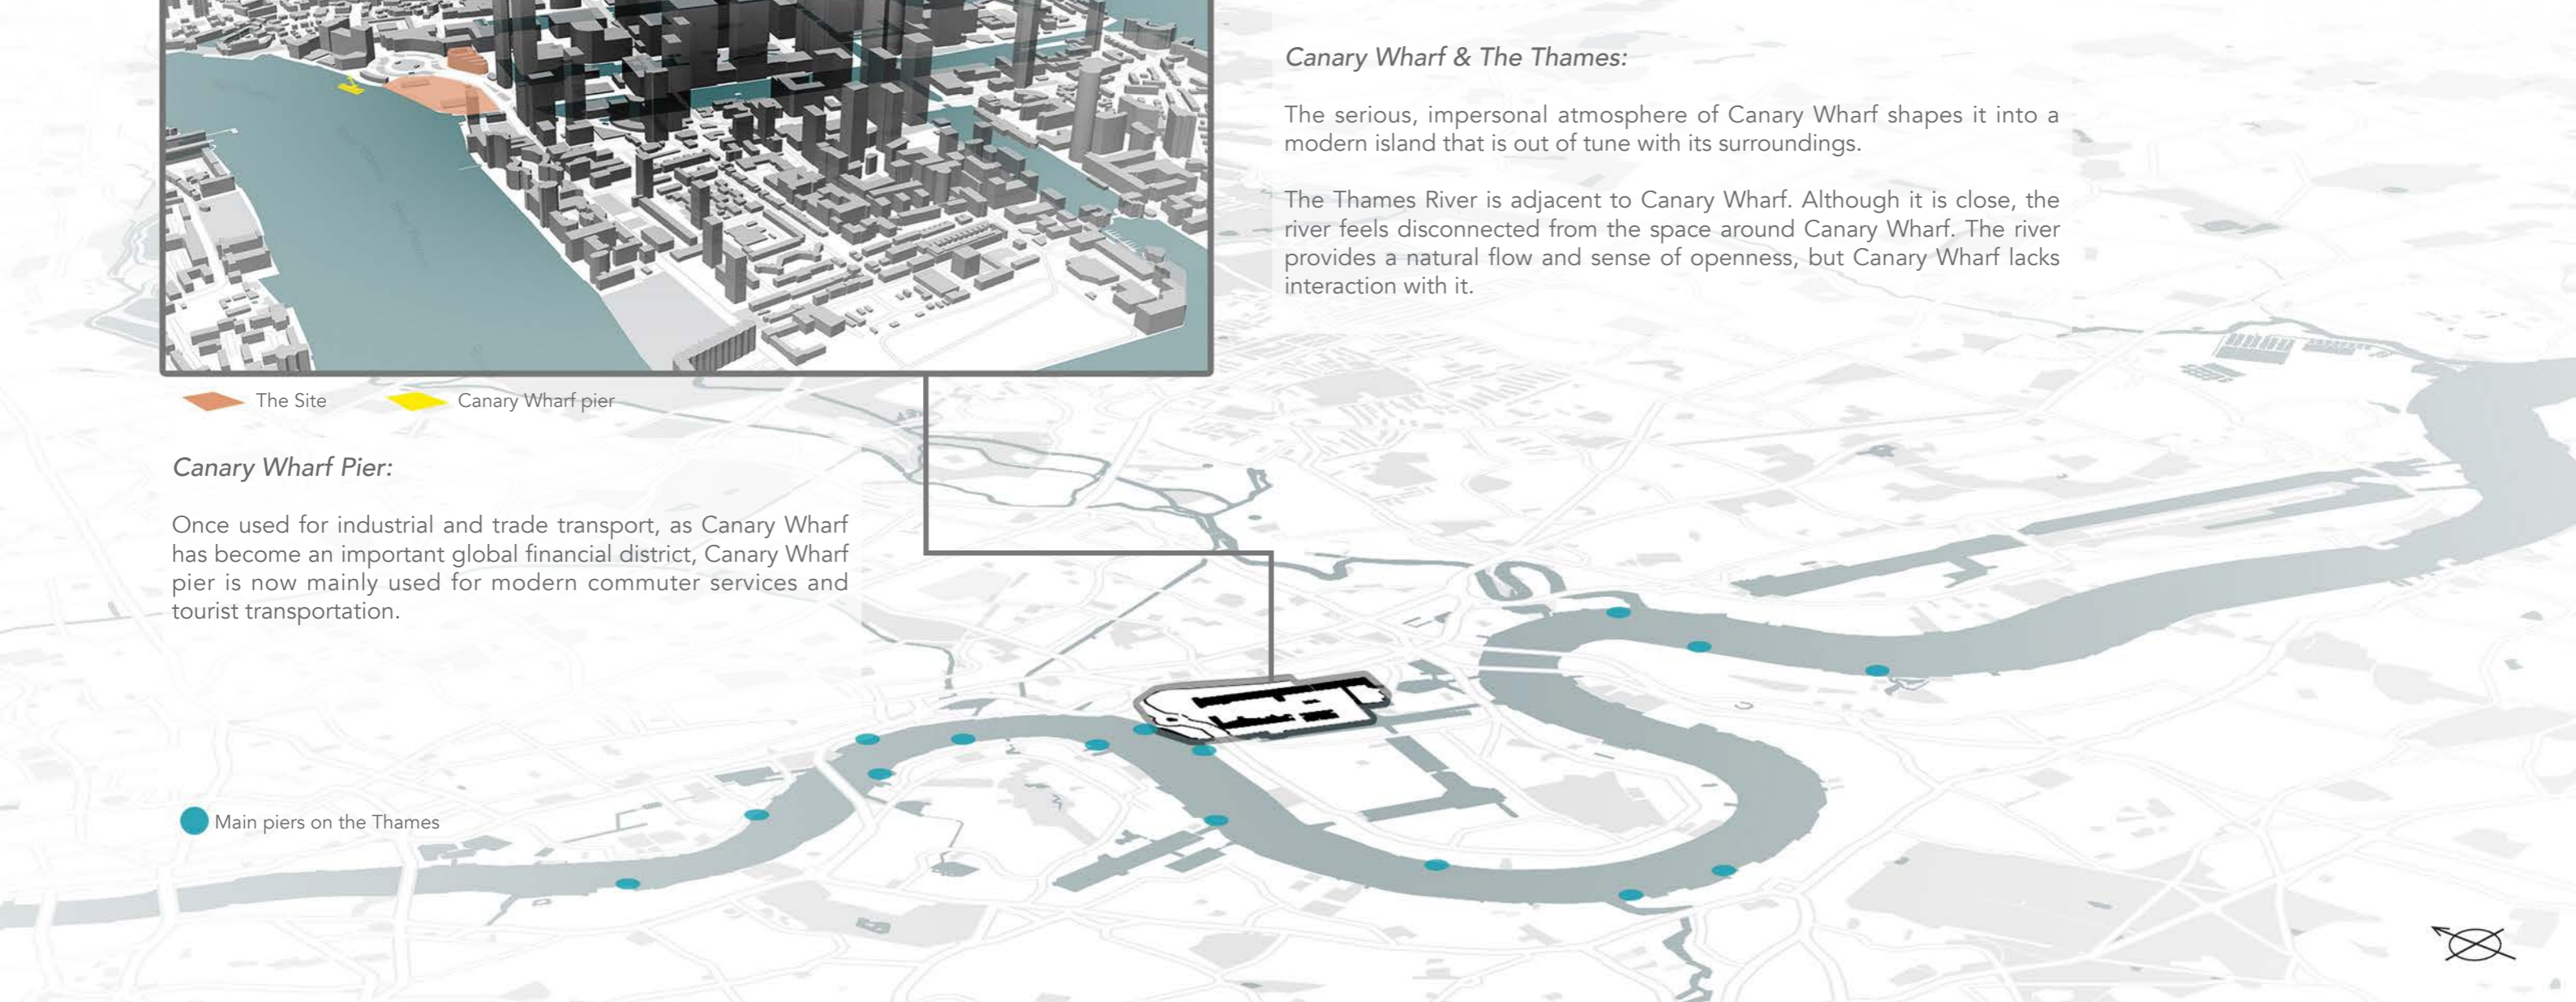 Canary Wharf & The Thames:
The serious, impersonal atmosphere of Canary Wharf shapes it into a
modern island that is out of tune with its surroundings.
The Thames River is adjacent to Canary Wharf. Although it is close, the
river feels disconnected from the space around Canary Wharf. The river
provides a natural flow and sense of openness, but Canary Wharf lacks
interaction with it.
The Site
Canary Wharf pier
Canary Wharf Pier:
Once used for industrial and trade transport, as Canary Wharf
has become an important global financial district, Canary Wharf
pier is now mainly used for modern commuter services and
tourist transportation.
Main piers on the Thames